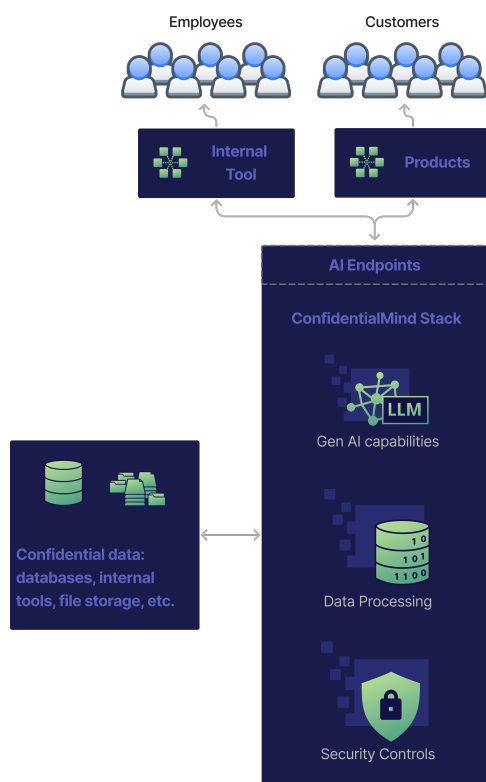 Employees
Customers
Internal
Tool
Products
AI Endpoints
ConfidentialMind Stack
LLM
Gen AI capabilities
Confidential data:
databases, internal
tools, file storage, etc.
10
101
1100
Data Processing
Security Controls